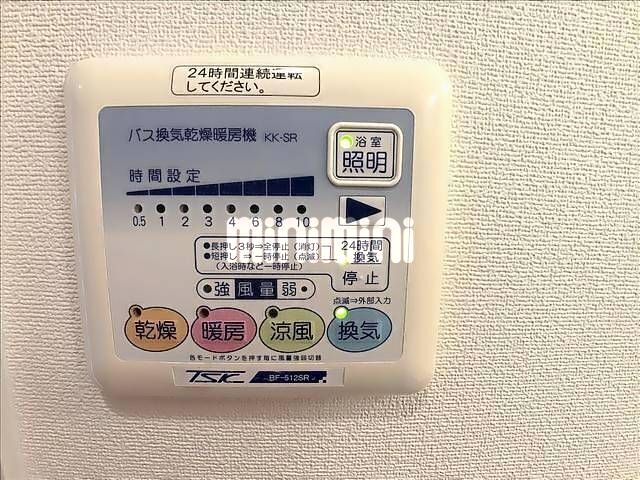 24時間連続運転
してください。
バス換気乾燥暖房機 KK-SR
浴室
照明
時間設定
0.5 1 2 3 4 6 8 10
minimini
●長押し3秒⇒全停止（消灯）
●短押し⇒一時停止（点滅）
（入浴時など一時停止）
24時間
換気
停止
強 風量 弱
点滅⇒外部入力
乾燥 暖房 涼風 換気
各モードボタンを押す毎に風量強弱切替
TSK BF-512SR